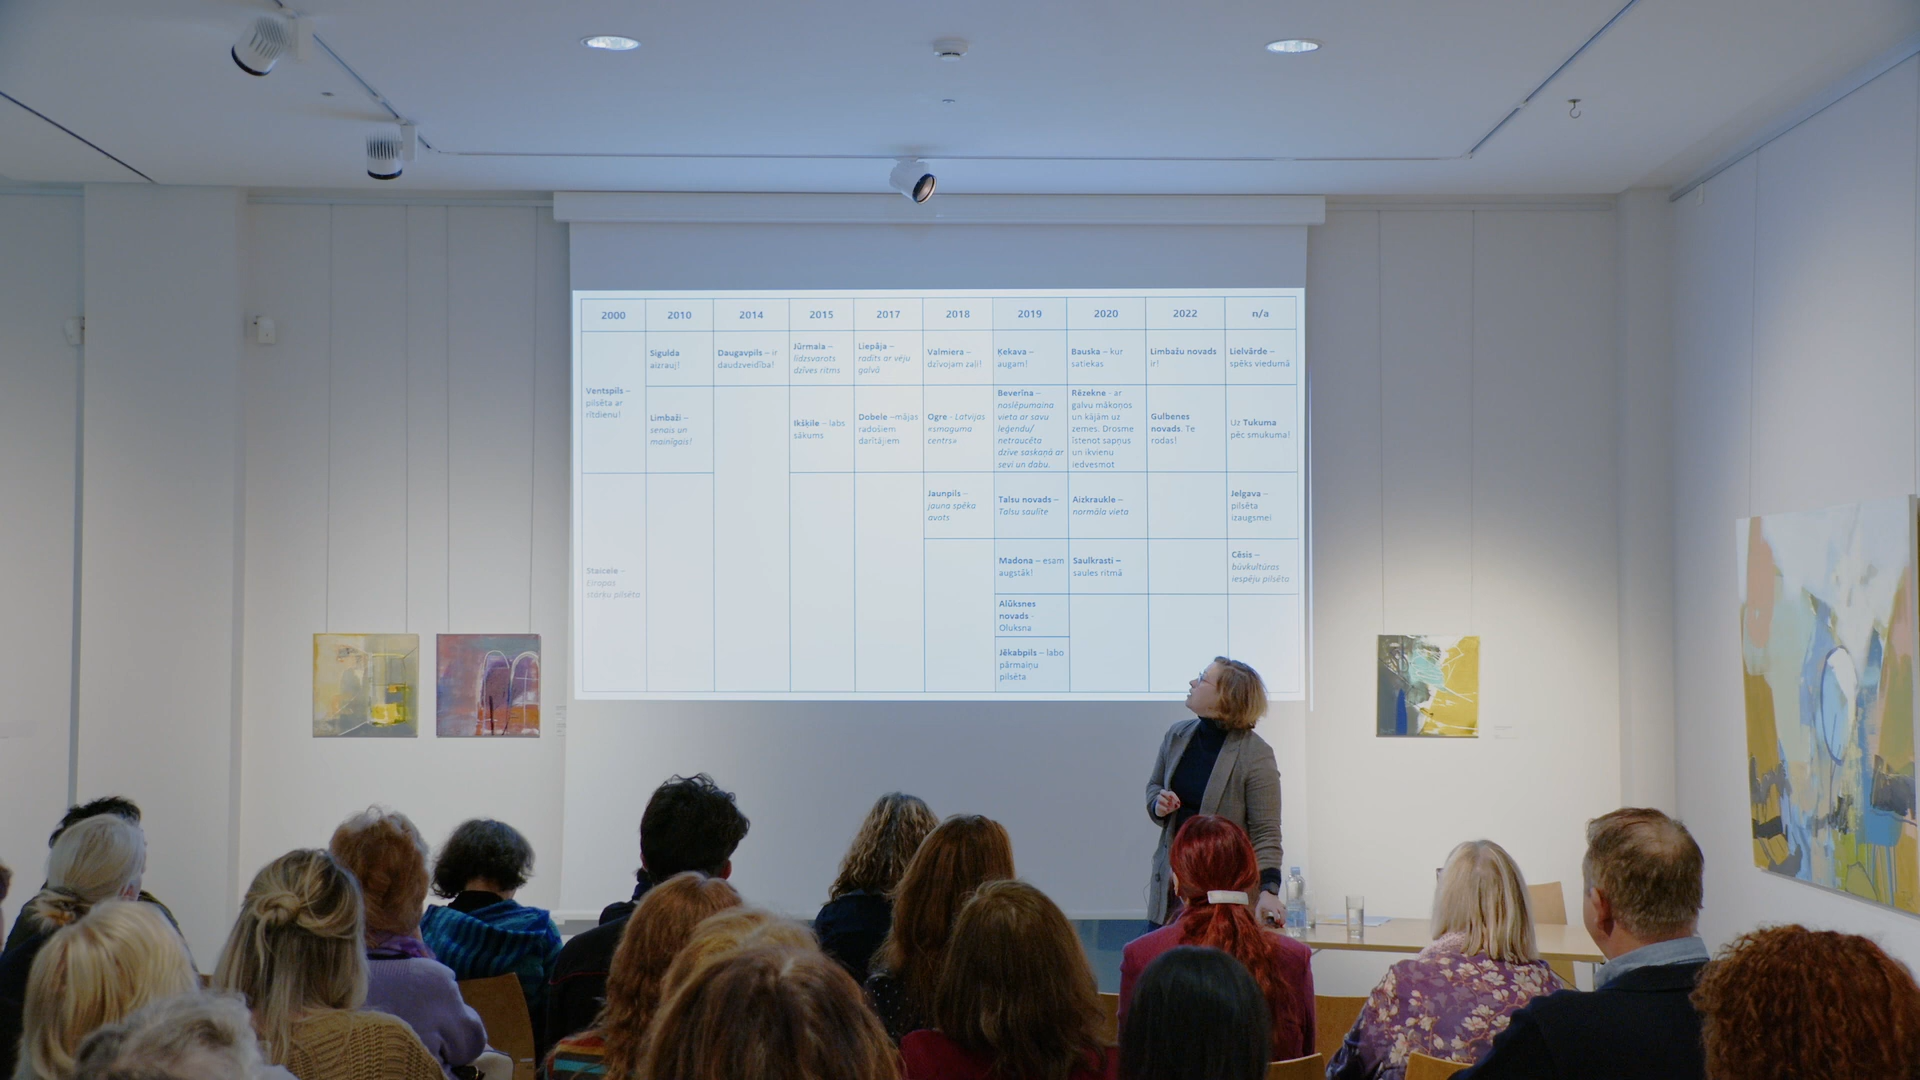 2000
2010
2014
2015
2017
2018
2019
2020
2022
n/a
Ventspils –
pilsēta ar
rītdienu!
Staicele –
Eiropas
stārķu pilsēta
Sigulda
aizrauj!
Limbaži –
senais un
mainīgais!
Daugavpils – ir
daudzveidība!
Jūrmala –
līdzsvarots
dzīves ritms
Ikšķile – labs
sākums
Liepāja –
radīts ar vēju
galvā
Dobele –mājas
radošiem
darītājiem
Valmiera –
dzīvojam zaļi!
Ogre - Latvijas
«smaguma
centrs»
Jaunpils –
jauna spēka
avots
Ķekava –
augam!
Beverīna –
noslēpumaina
vieta ar savu
leģendu/
netraucēta
dzīve saskaņā ar
sevi un dabu.
Talsu novads –
Talsu saulīte
Madona – esam
augstāk!
Alūksnes
novads -
Oluksna
Jēkabpils – labo
pārmaiņu
pilsēta
Bauska – kur
satiekas
Rēzekne - ar
galvu mākoņos
un kājām uz
zemes. Drosme
īstenot sapņus
un ikvienu
iedvesmot
Aizkraukle –
normāla vieta
Saulkrasti –
saules ritmā
Limbažu novads
ir!
Gulbenes
novads. Te
rodas!
Lielvārde –
spēks viedumā
Uz Tukuma
pēc smukuma!
Jelgava –
pilsēta
izaugsmei
Cēsis –
būvkultūras
iespēju pilsēta